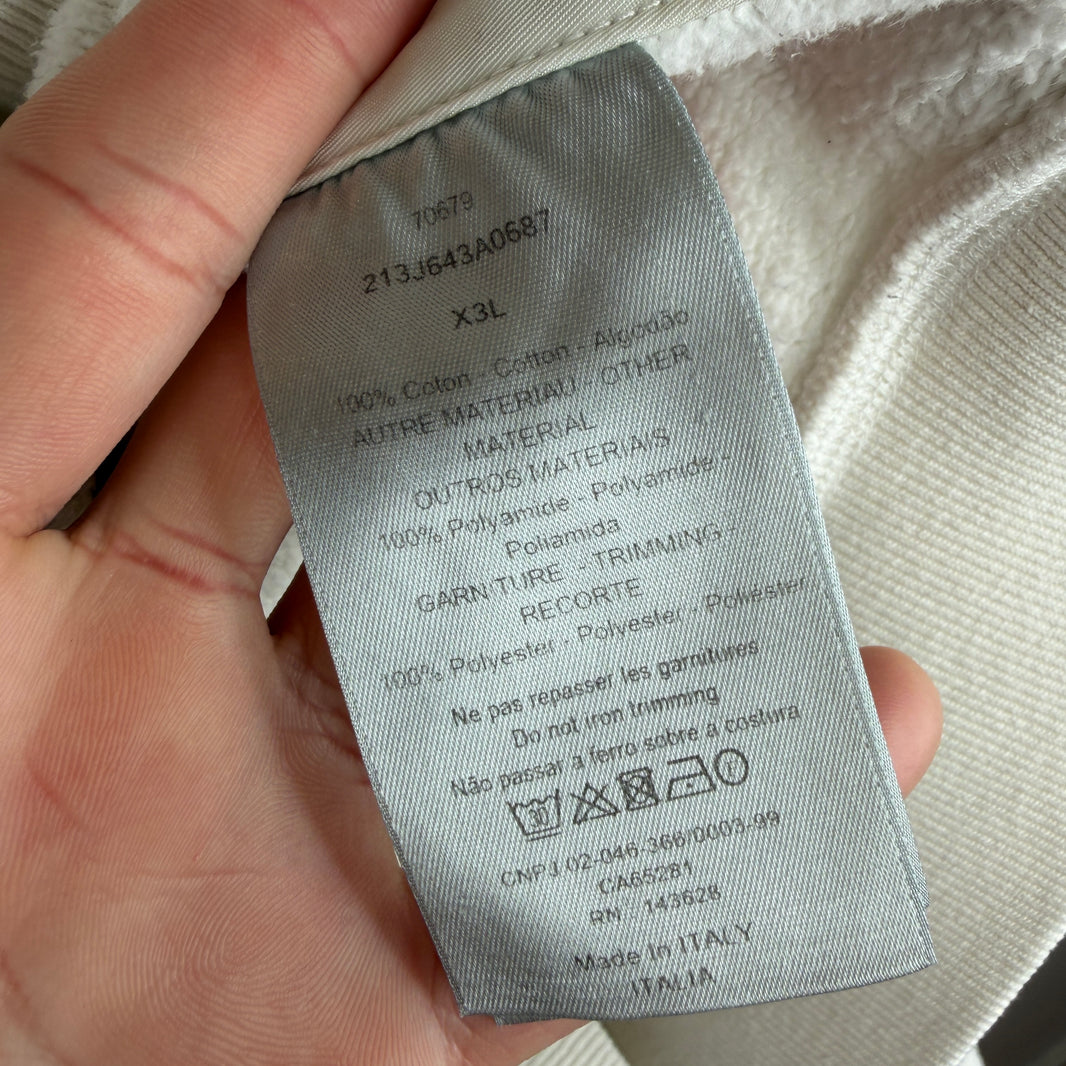 70679
213J643A0687
X3L
100% Coton - Cotton - Algodão
AUTRE MATERIAU - OTHER
MATERIAL
OUTROS MATERIAIS
100% Polyamide - Polyamide -
Poliamida
GARNITURE - TRIMMING -
RECORTE
100% Polyester - Polyester - Poliester
Ne pas repasser les garnitures
Do not iron trimming
Não passar a ferro sobre a costura
30
CNPJ 02-046.366/0003-99
CA65281
RN : 143628
Made In ITALY
ITALIA